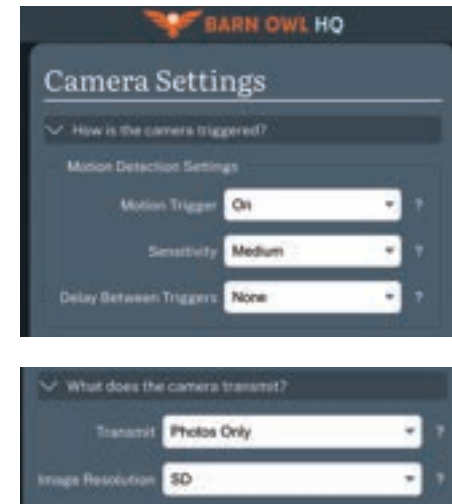 BARN OWL HQ
Camera Settings
How is the camera triggered?
Motion Detection Settings
Motion Trigger On ?
Sensitivity Medium ?
Delay Between Triggers None ?
What does the camera transmit?
Transmit Photos Only ?
Image Resolution SD ?